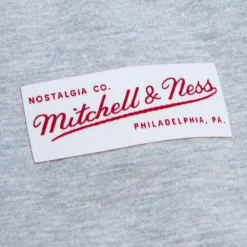 NOSTALGIA CO.
Mitchell & Ness
PHILADELPHIA, PA.